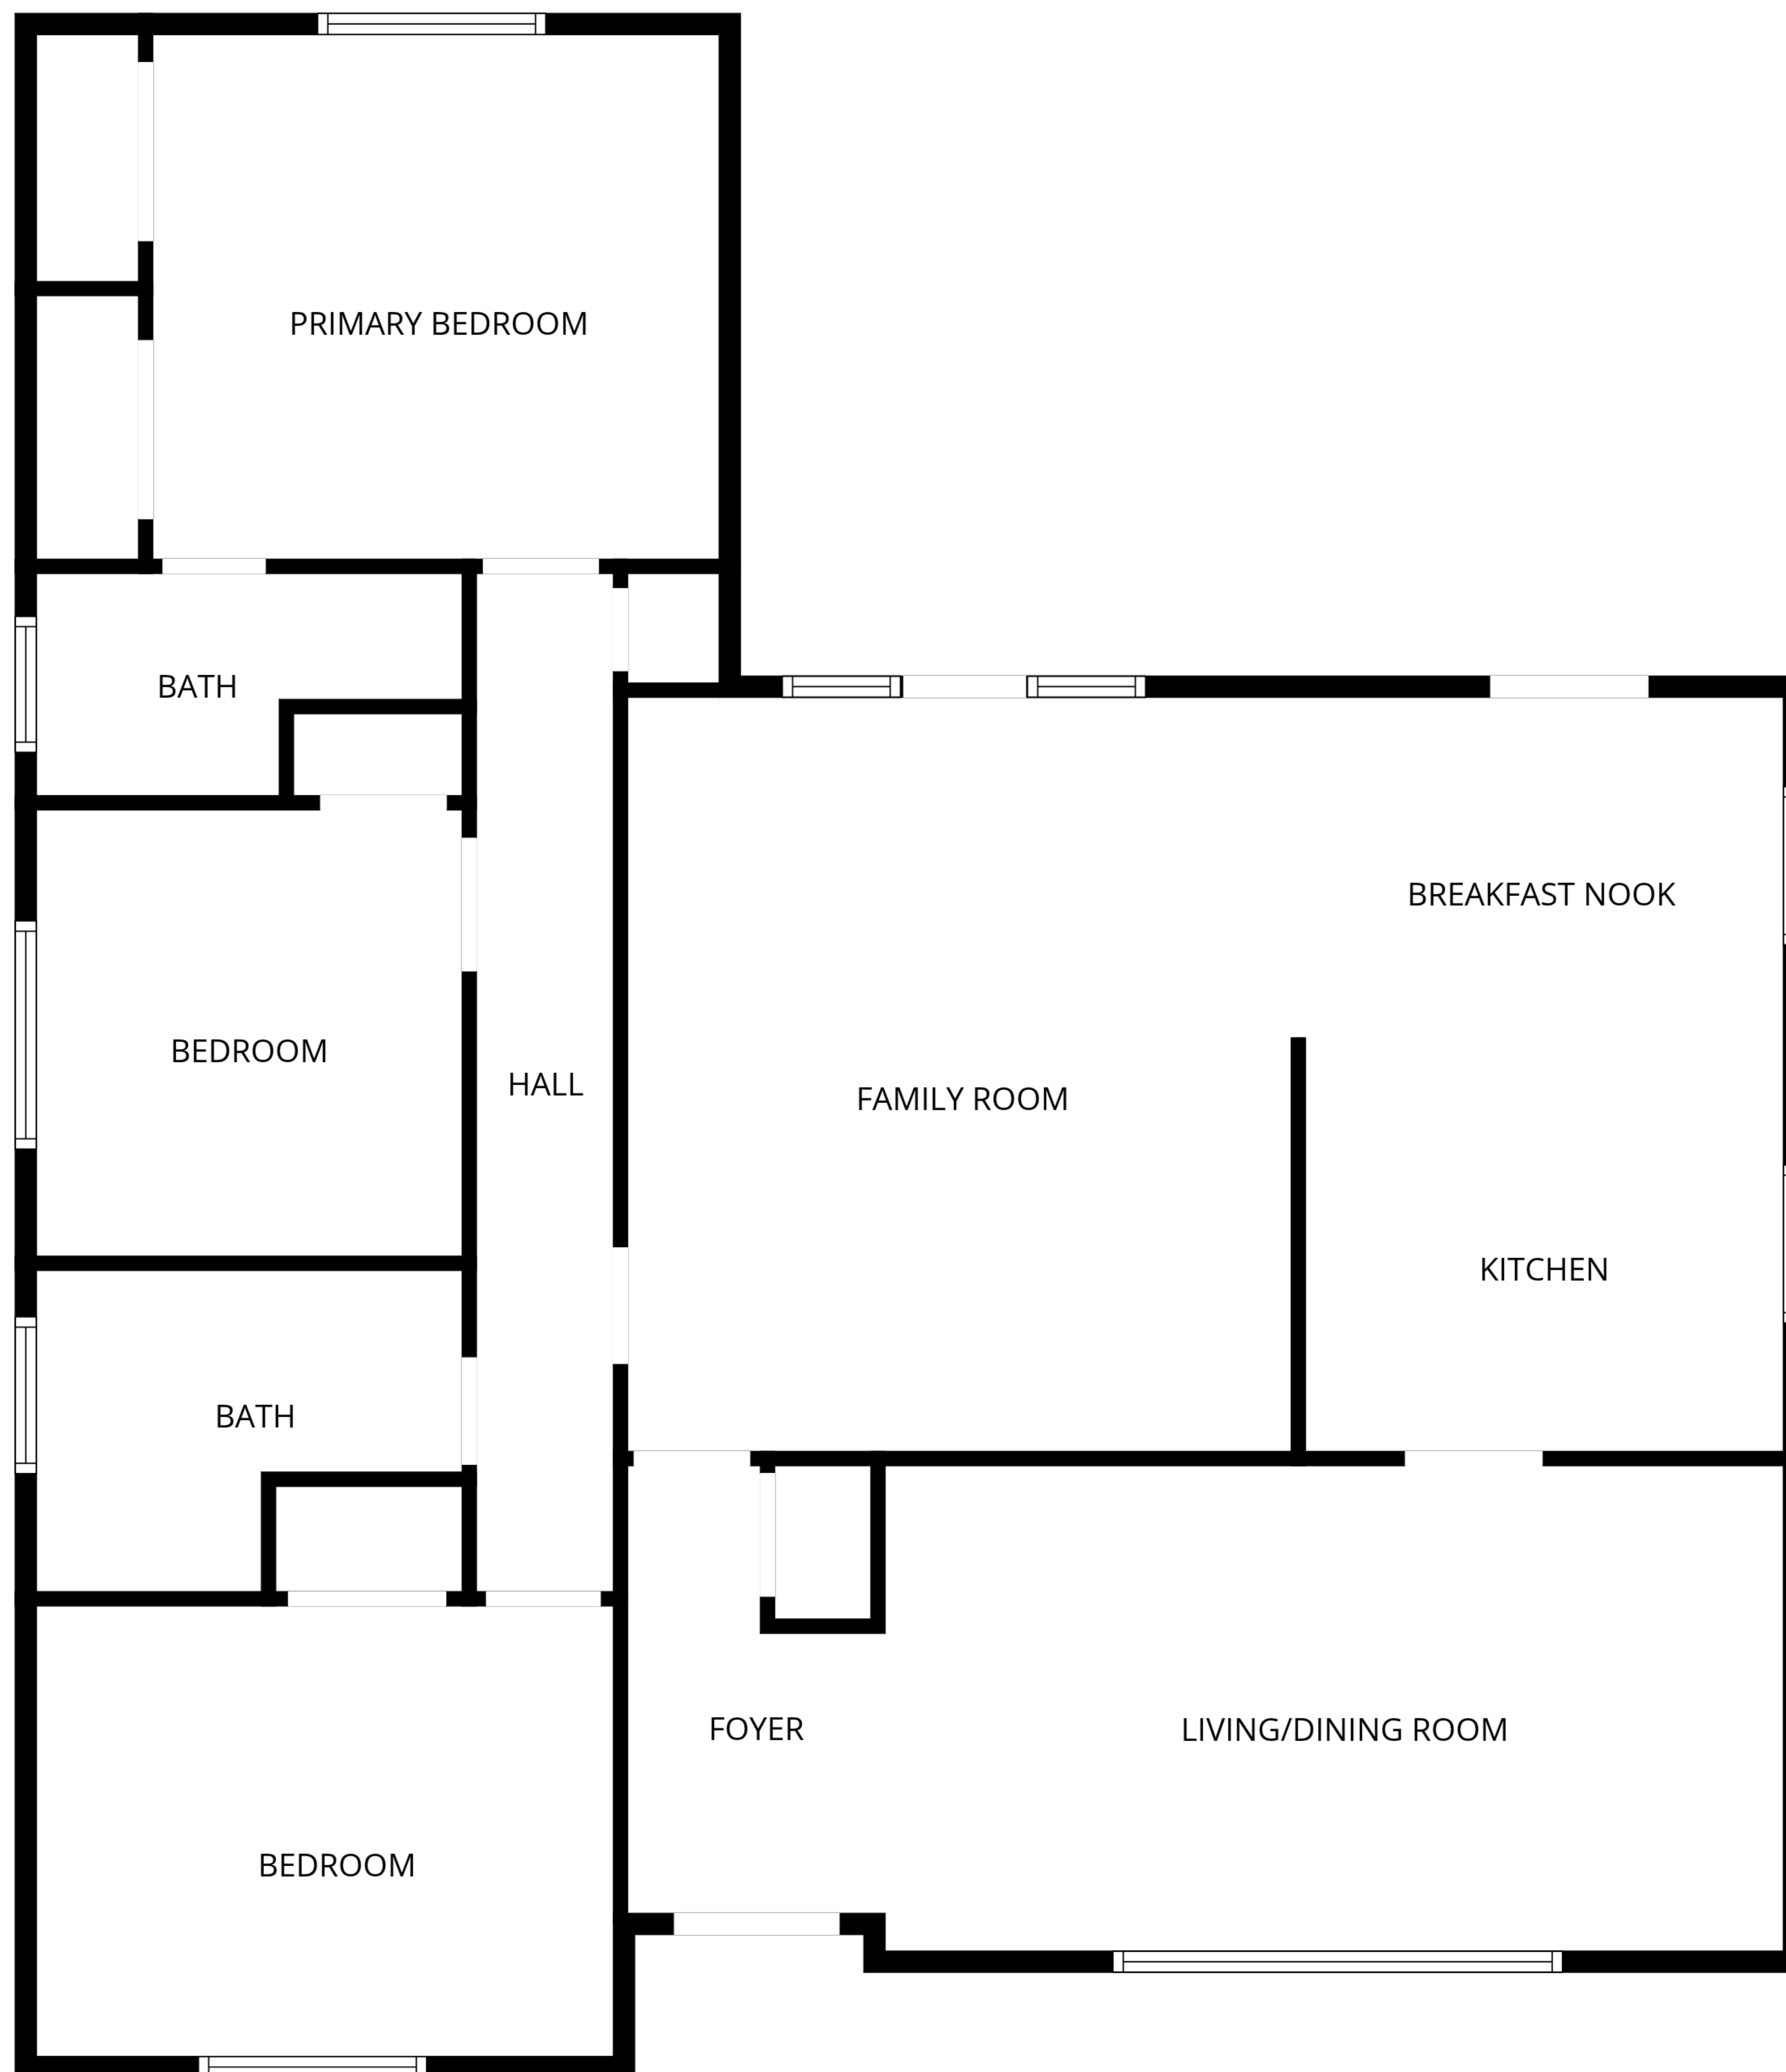 PRIMARY BEDROOM
BATH
BREAKFAST NOOK
BEDROOM
HALL
FAMILY ROOM
KITCHEN
BATH
FOYER
LIVING/DINING ROOM
BEDROOM